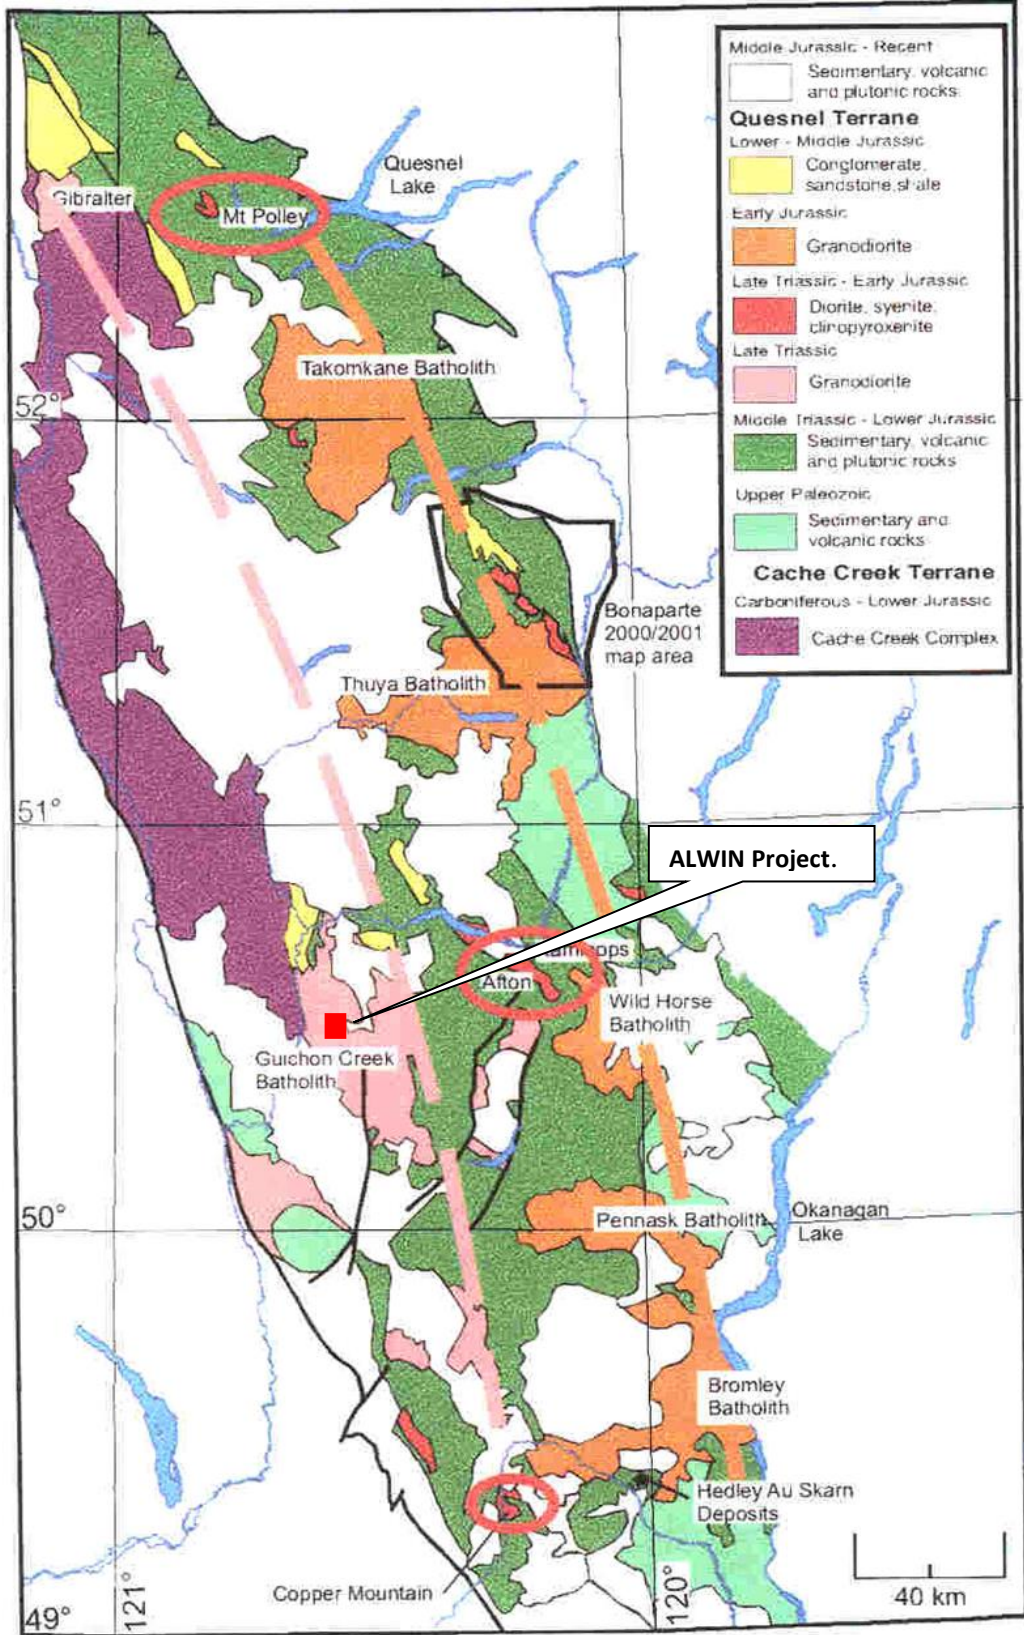 Middle Jurassic - Recent
Sedimentary, volcanic
and plutonic rocks
Quesnel Terrane
Lower - Middle Jurassic
Conglomerate,
sandstone, shale
Early Jurassic
Granodiorite
Late Triassic - Early Jurassic
Diorite, syenite,
clinopyroxenite
Late Triassic
Granodiorite
Middle Triassic - Lower Jurassic
Sedimentary, volcanic
and plutonic rocks
Upper Paleozoic
Sedimentary and
volcanic rocks
Cache Creek Terrane
Carboniferous - Lower Jurassic
Cache Creek Complex
Quesnel
Lake
Gibralter
Mt Polley
Takomkane Batholith
52°
Bonaparte
2000/2001
map area
Thuya Batholith
51°
ALWIN Project.
Afton
Wild Horse
Batholith
Guichon Creek
Batholith
50°
Pennask Batholith
Okanagan
Lake
Bromley
Batholith
Hedley Au Skarn
Deposits
Copper Mountain
40 km
49°
121°
120°